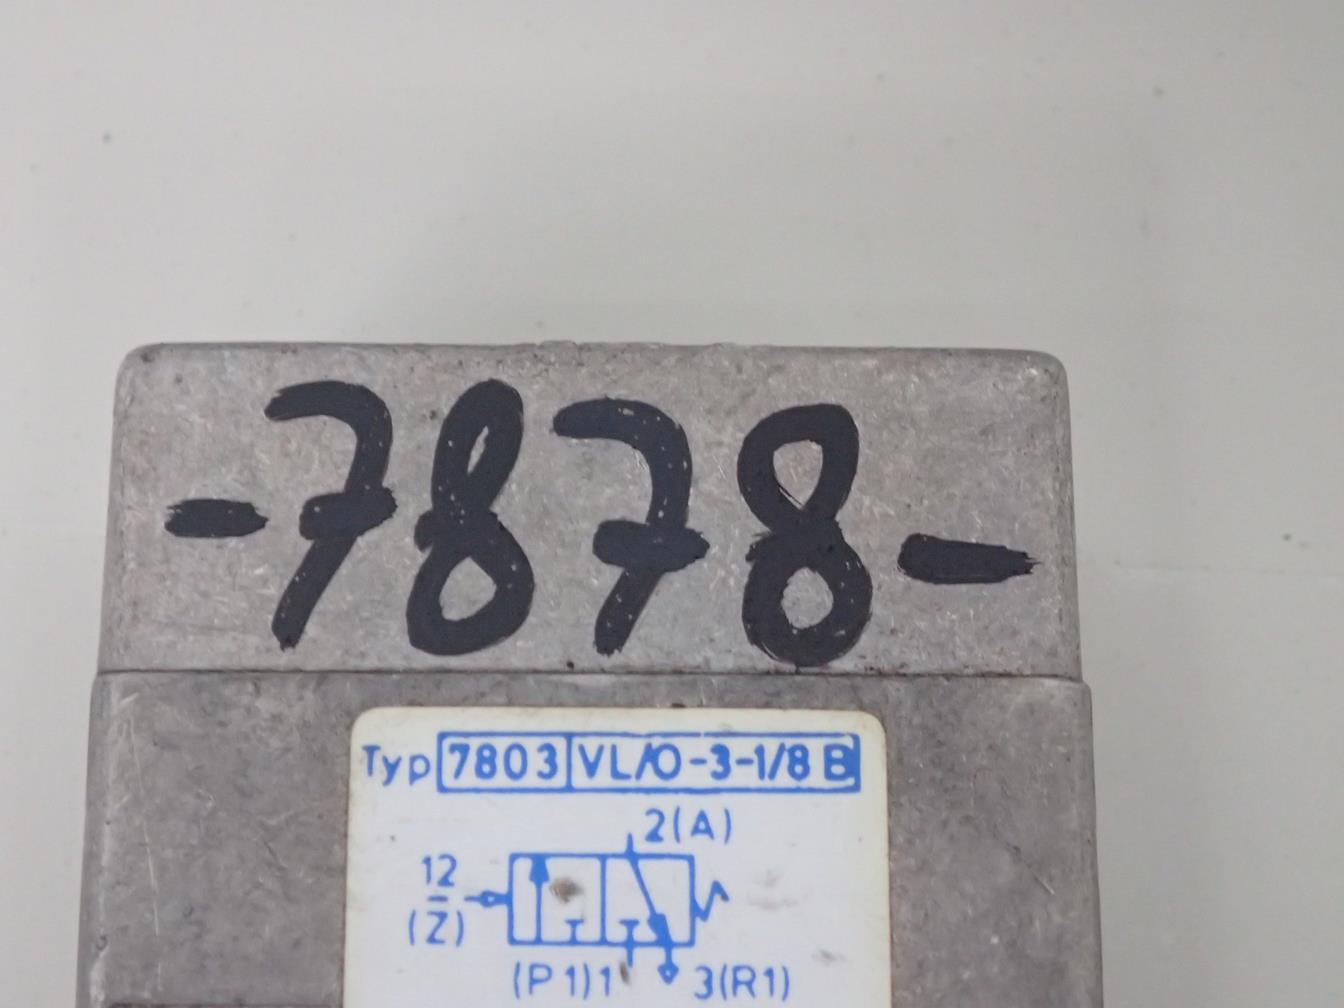 -7878-
Typ 7803 VL/O-3-1/8 B
2(A)
12
(Z)
(P1)1 3(R1)